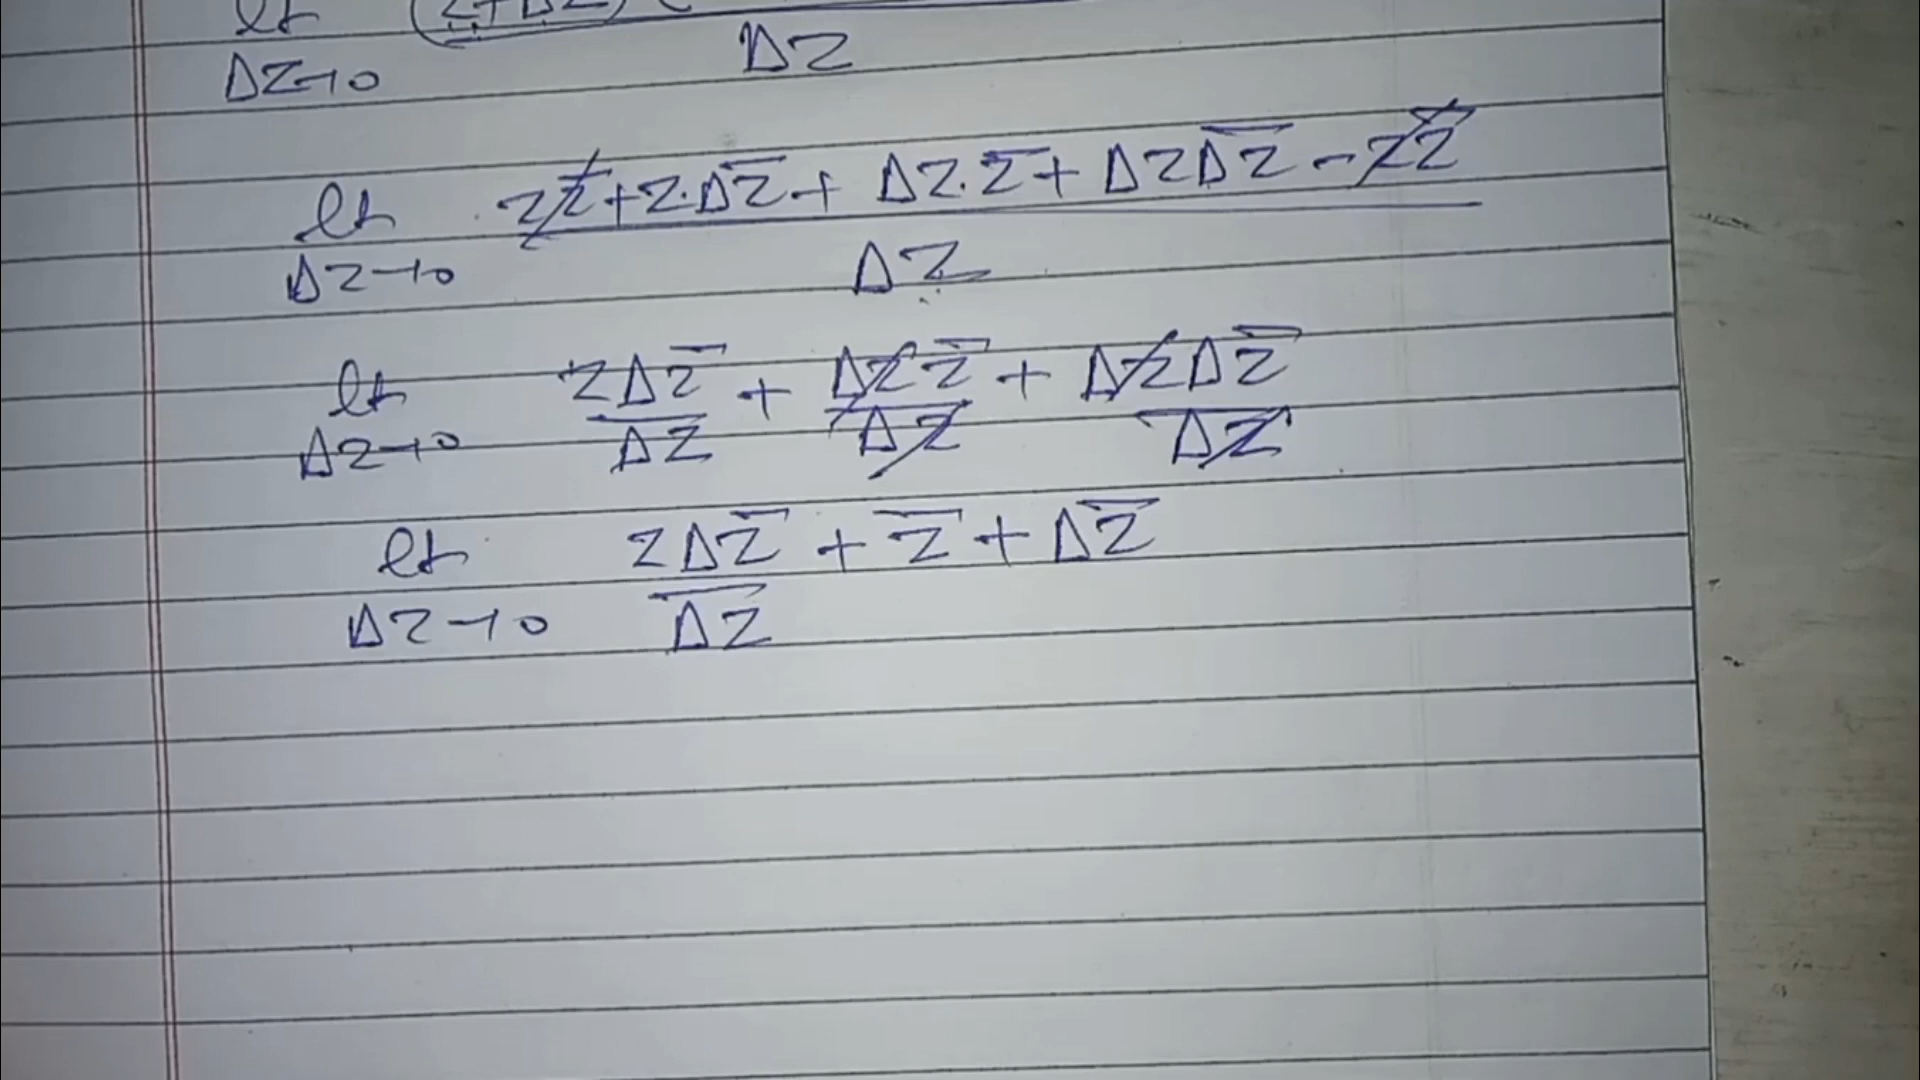 lt (z+Δz) (
Δz→0 Δz
lt zz̄ + z·Δz̄ + Δz·z̄ + ΔzΔz̄ - zz̄
Δz→0 Δz
lt zΔz̄ + Δzz̄ + ΔzΔz̄
Δz→0 Δz Δz Δz
lt zΔz̄ + z̄ + Δz̄
Δz→0 Δz